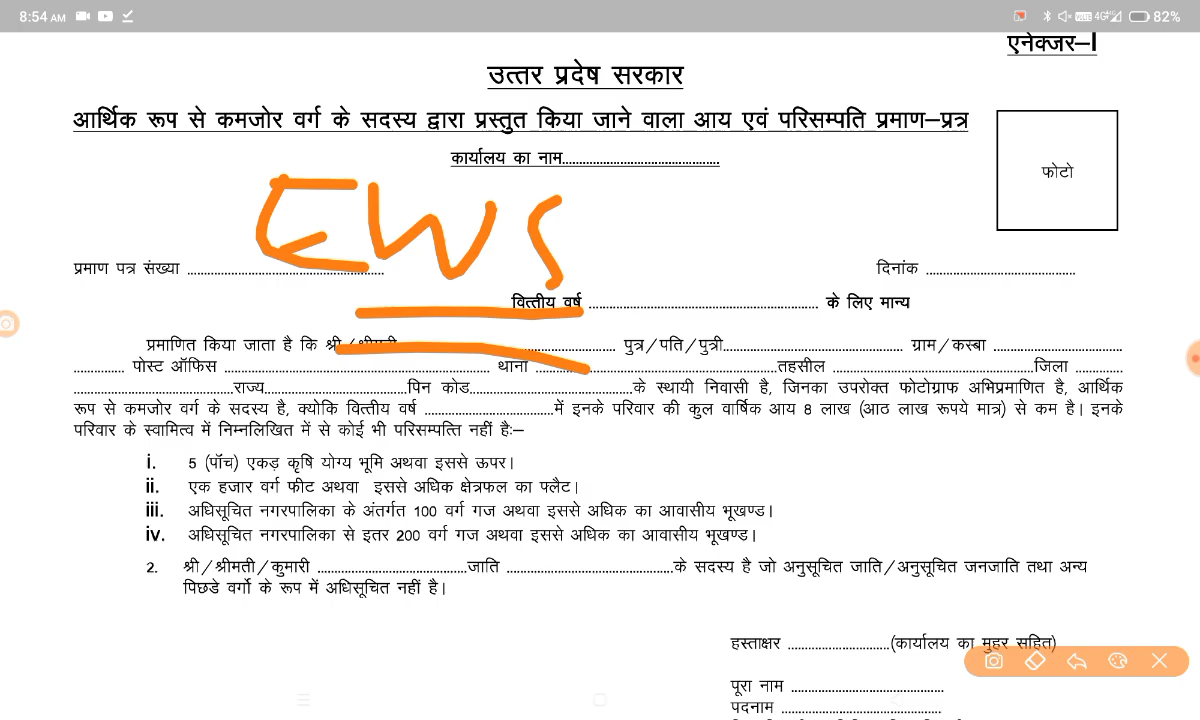 8:54 AM 4G 82%
एनेक्जर–I
उत्तर प्रदेष सरकार
आर्थिक रूप से कमजोर वर्ग के सदस्य द्वारा प्रस्तुत किया जाने वाला आय एवं परिसम्पति प्रमाण–प्रत्र
कार्यालय का नाम..............................................
फोटो
EWS
प्रमाण पत्र संख्या .......................................................... दिनांक ............................................
वित्तीय वर्ष .................................................................... के लिए मान्य
प्रमाणित किया जाता है कि श्री/श्रीमती................................................................ पुत्र/पति/पुत्री..................................................... ग्राम/कस्बा ......................................
............... पोस्ट ऑफिस .............................................................................. थाना .......................................................................तहसील ...........................................................जिला ..............
...............................................राज्य..........................................पिन कोड................................................के स्थायी निवासी है, जिनका उपरोक्त फोटोग्राफ अभिप्रमाणित है, आर्थिक
रूप से कमजोर वर्ग के सदस्य है, क्योकि वित्तीय वर्ष ......................................में इनके परिवार की कुल वार्षिक आय 8 लाख (आठ लाख रूपये मात्र) से कम है। इनके
परिवार के स्वामित्व में निम्नलिखित में से कोई भी परिसम्पत्ति नहीं हैः–
i. 5 (पॉंच) एकड़ कृषि योग्य भूमि अथवा इससे ऊपर।
ii. एक हजार वर्ग फीट अथवा इससे अधिक क्षेत्रफल का फ्लैट।
iii. अधिसूचित नगरपालिका के अंतर्गत 100 वर्ग गज अथवा इससे अधिक का आवासीय भूखण्ड।
iv. अधिसूचित नगरपालिका से इतर 200 वर्ग गज अथवा इससे अधिक का आवासीय भूखण्ड।
2. श्री/श्रीमती/कुमारी ............................................जाति .................................................के सदस्य है जो अनुसूचित जाति/अनुसूचित जनजाति तथा अन्य
पिछडे वर्गो के रूप में अधिसूचित नहीं है।
हस्ताक्षर ..............................(कार्यालय का मुहर सहित)
पूरा नाम .............................................
पदनाम ...............................................